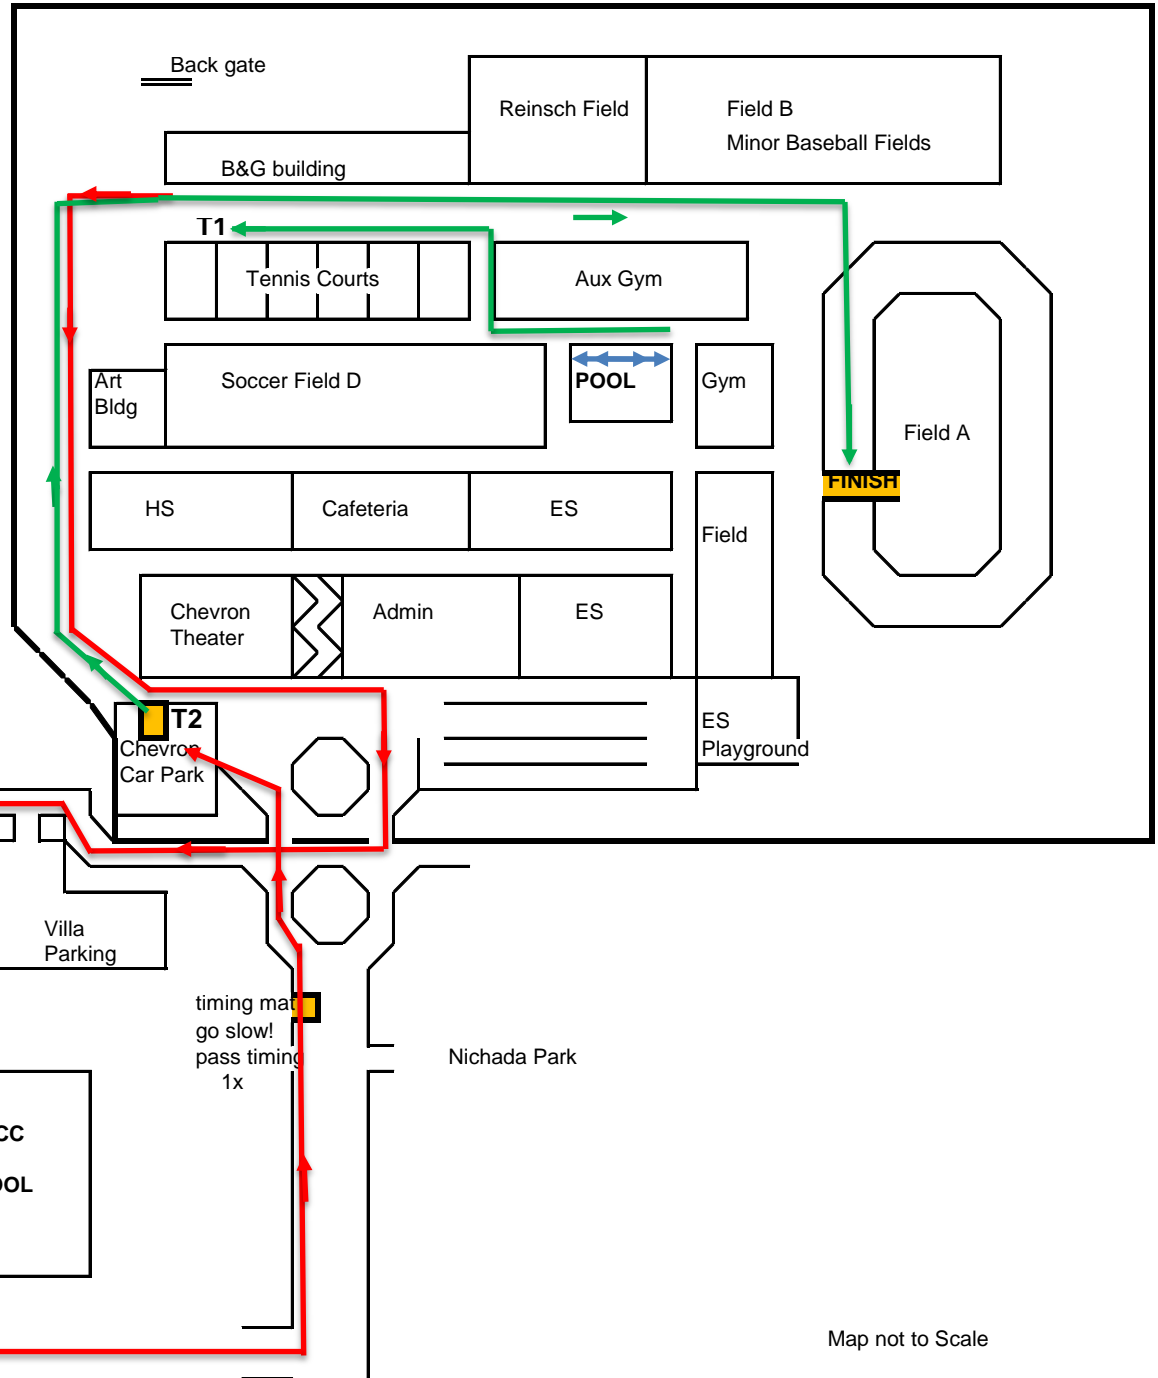 Back gate
Reinsch Field
Field B
Minor Baseball Fields
B&G building
T1
Tennis Courts
Aux Gym
Art
Bldg
Soccer Field D
POOL
Gym
Field A
FINISH
HS
Cafeteria
ES
Field
Chevron
Theater
Admin
ES
T2
Chevron
Car Park
ES
Playground
Villa
Parking
timing mat
go slow!
pass timing
1x
Nichada Park
CC
OOL
Map not to Scale